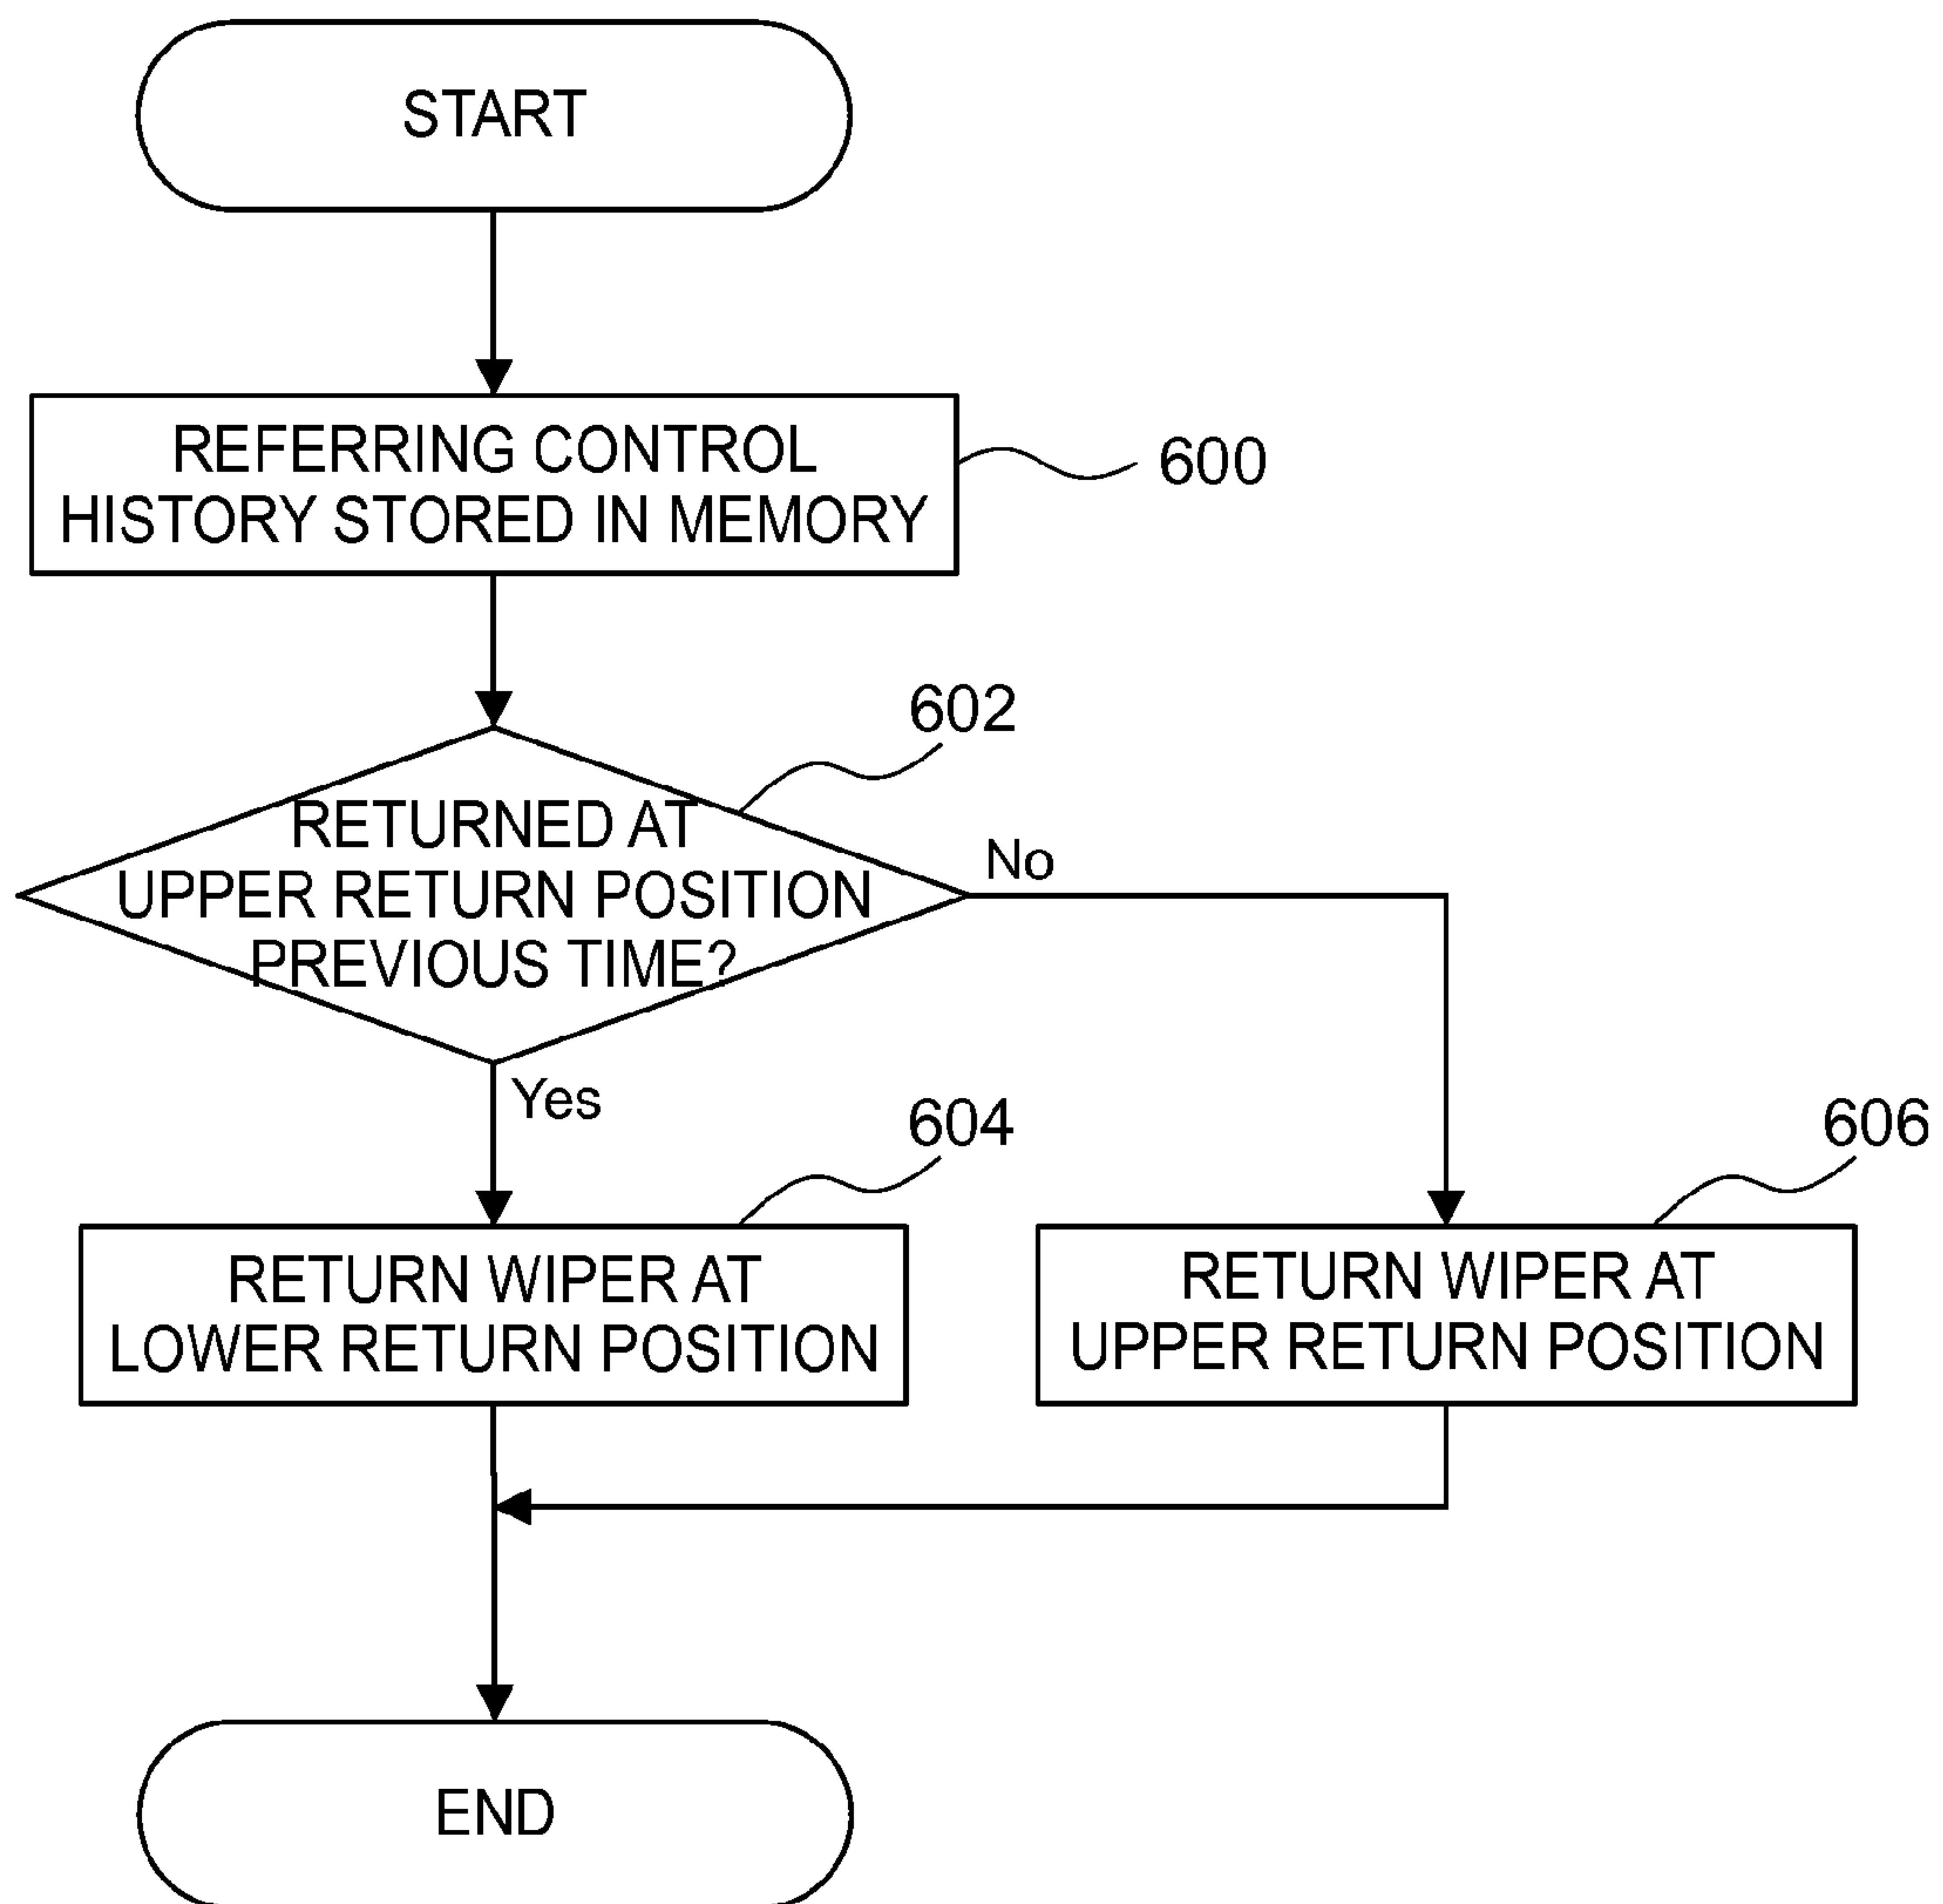 START
REFERRING CONTROL
HISTORY STORED IN MEMORY
600
602
RETURNED AT
UPPER RETURN POSITION
PREVIOUS TIME?
No
Yes
604
606
RETURN WIPER AT
LOWER RETURN POSITION
RETURN WIPER AT
UPPER RETURN POSITION
END